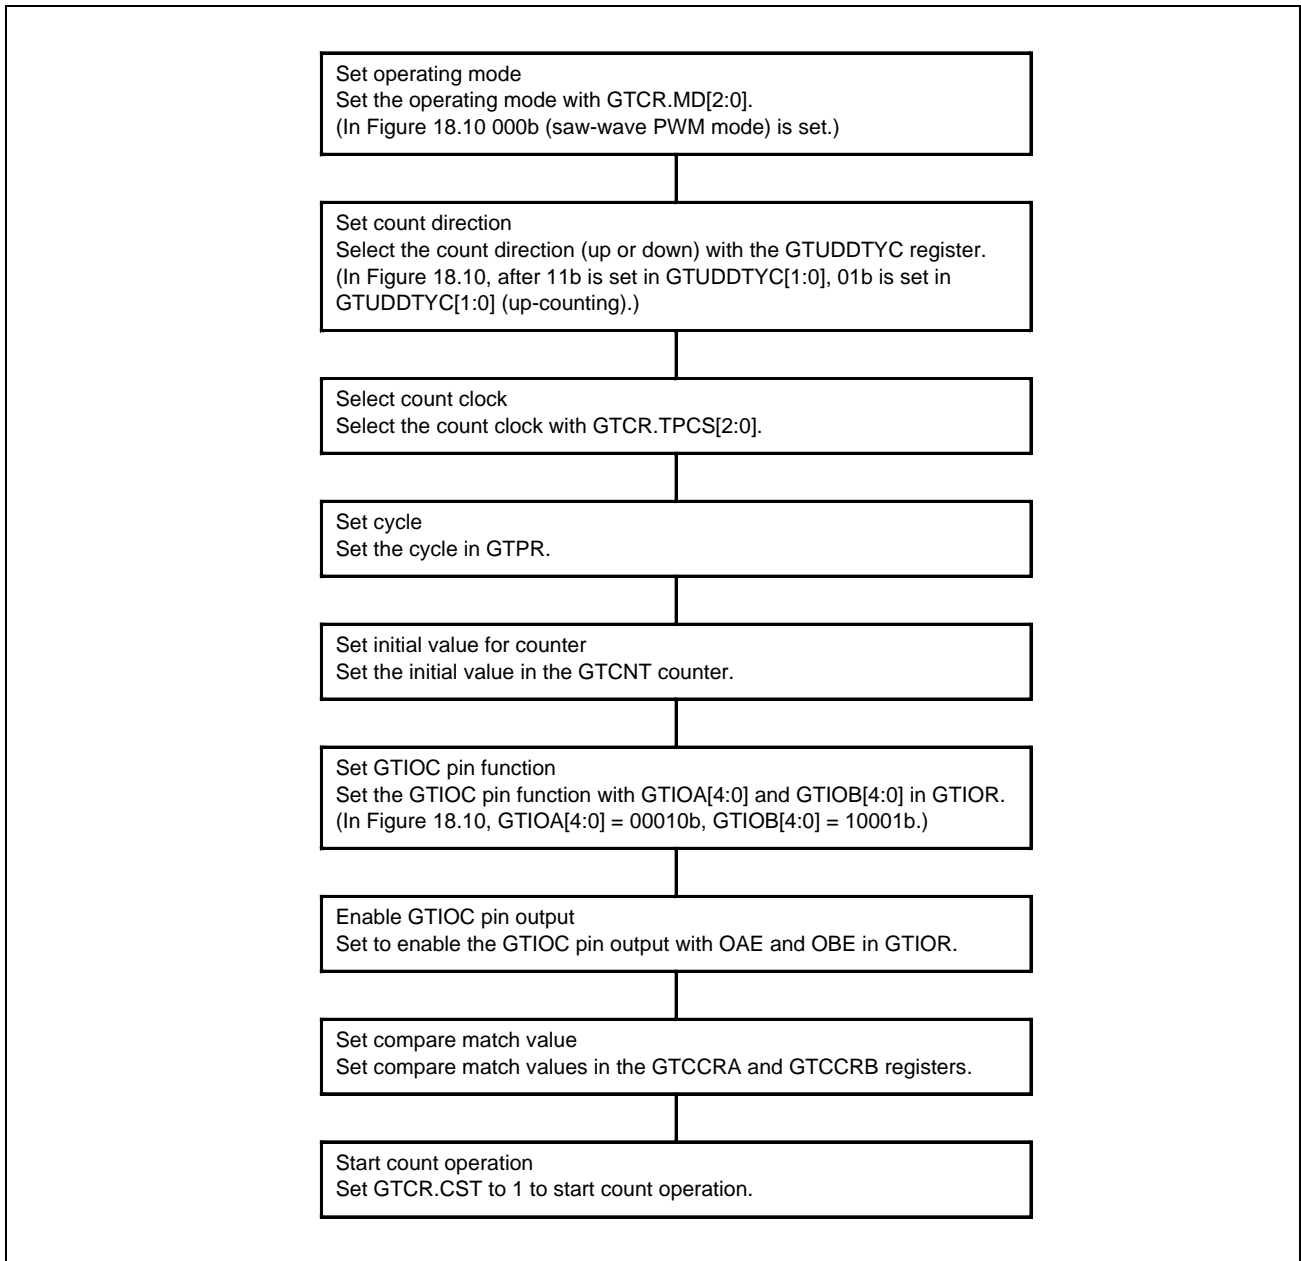 Set operating mode
Set the operating mode with GTCR.MD[2:0].
(In Figure 18.10 000b (saw-wave PWM mode) is set.)
Set count direction
Select the count direction (up or down) with the GTUDDTYC register.
(In Figure 18.10, after 11b is set in GTUDDTYC[1:0], 01b is set in
GTUDDTYC[1:0] (up-counting).)
Select count clock
Select the count clock with GTCR.TPCS[2:0].
Set cycle
Set the cycle in GTPR.
Set initial value for counter
Set the initial value in the GTCNT counter.
Set GTIOC pin function
Set the GTIOC pin function with GTIOA[4:0] and GTIOB[4:0] in GTIOR.
(In Figure 18.10, GTIOA[4:0] = 00010b, GTIOB[4:0] = 10001b.)
Enable GTIOC pin output
Set to enable the GTIOC pin output with OAE and OBE in GTIOR.
Set compare match value
Set compare match values in the GTCCRA and GTCCRB registers.
Start count operation
Set GTCR.CST to 1 to start count operation.